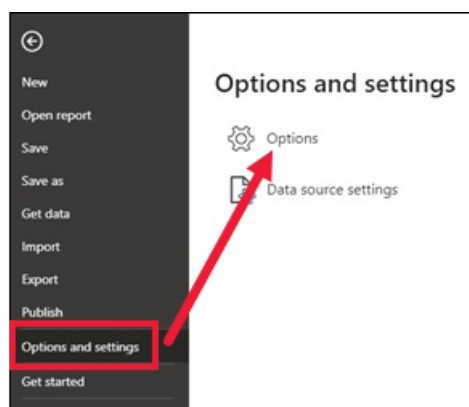 New
Open report
Save
Save as
Get data
Import
Export
Publish
Options and settings
Get started
Options and settings
Options
Data source settings